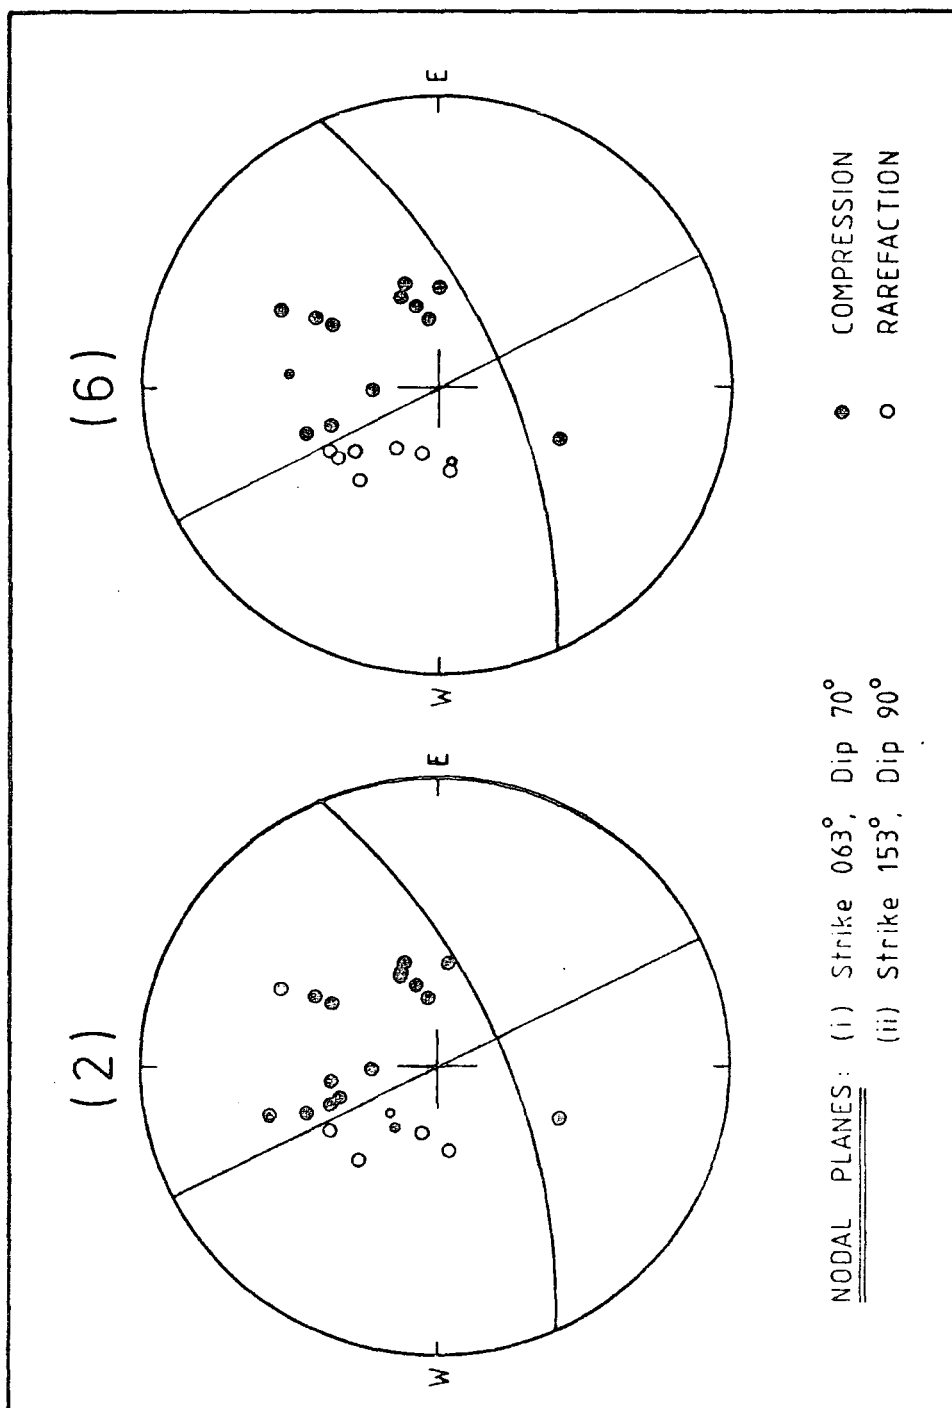 (2)
(6)
W
E
W
E
NODAL PLANES: (i) Strike 063°, Dip 70°
(ii) Strike 153°, Dip 90°
COMPRESSION
RAREFACTION